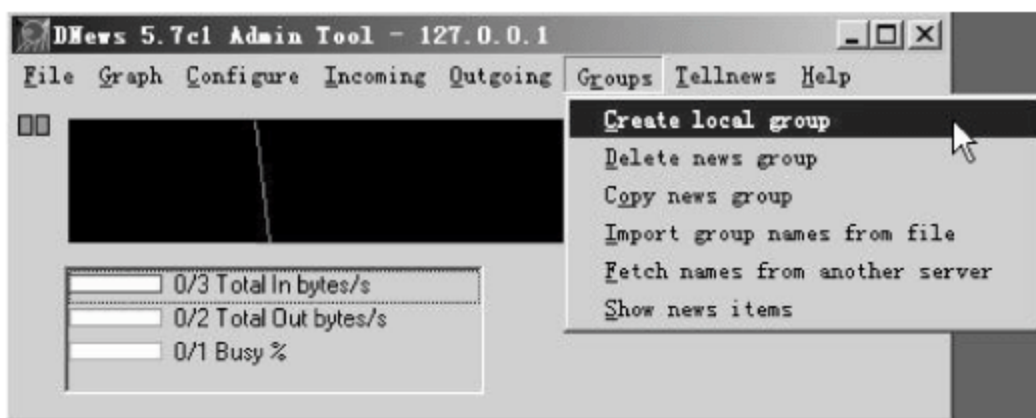 DNews 5.7c1 Admin Tool - 127.0.0.1
File Graph Configure Incoming Outgoing Groups Tellnews Help
Create local group
Delete news group
Copy news group
Import group names from file
Fetch names from another server
Show news items
0/3 Total In bytes/s
0/2 Total Out bytes/s
0/1 Busy %